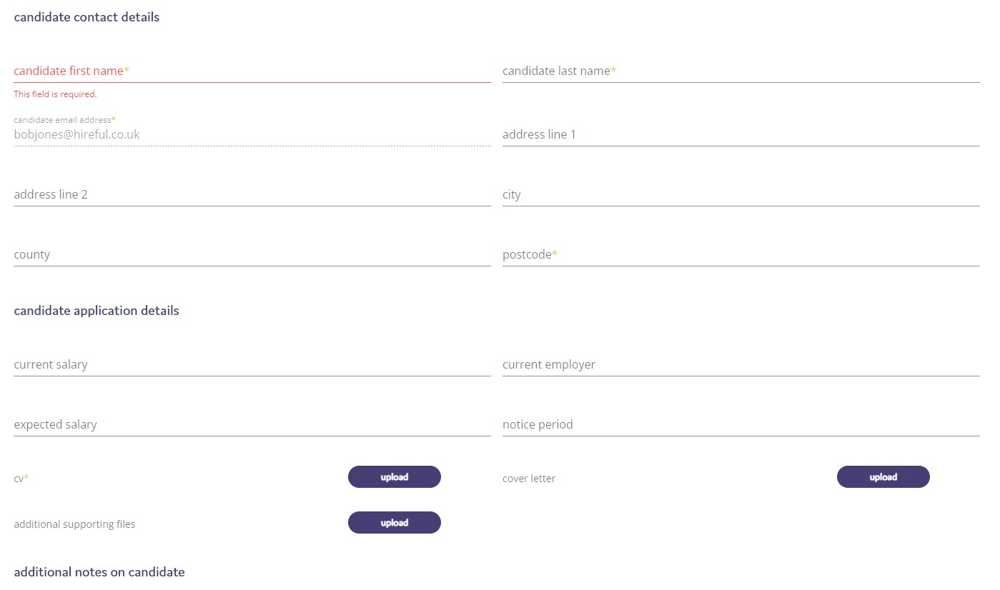 candidate contact details
candidate first name* candidate last name*
This field is required.
candidate email address*
bobjones@hireful.co.uk address line 1
address line 2 city
county postcode*
candidate application details
current salary current employer
expected salary notice period
cv* upload cover letter upload
additional supporting files upload
additional notes on candidate